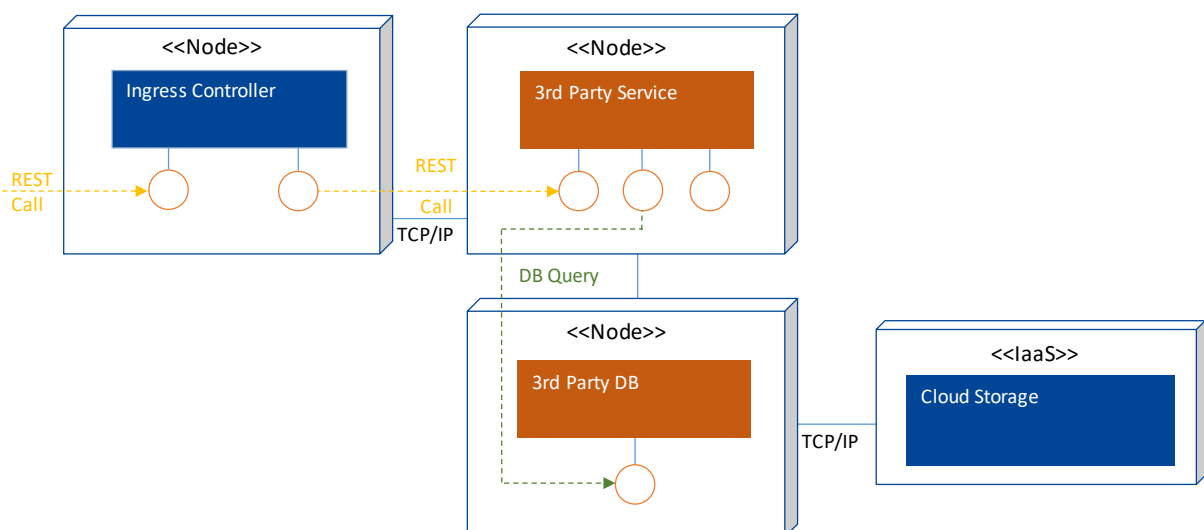 <<Node>>
Ingress Controller
REST
Call
<<Node>>
3rd Party Service
REST
Call
TCP/IP
DB Query
<<Node>>
3rd Party DB
TCP/IP
<<IaaS>>
Cloud Storage